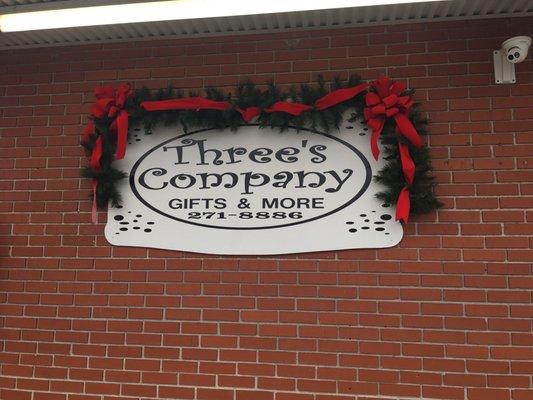 Three's
Company
GIFTS & MORE
271-8886